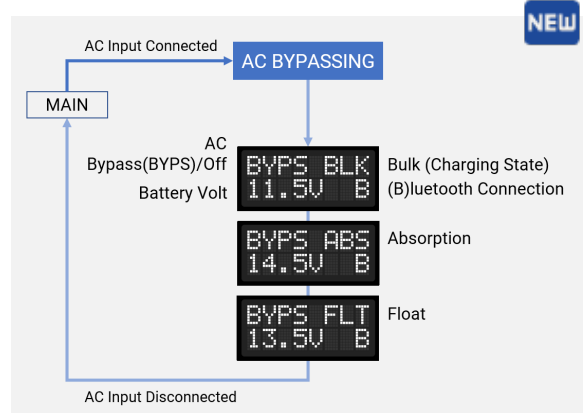 NEW
AC Input Connected
AC BYPASSING
MAIN
AC
Bypass(BYPS)/Off
Battery Volt
BYPS BLK
11.5V B
Bulk (Charging State)
(B)luetooth Connection
BYPS ABS
14.5V B
Absorption
BYPS FLT
13.5V B
Float
AC Input Disconnected